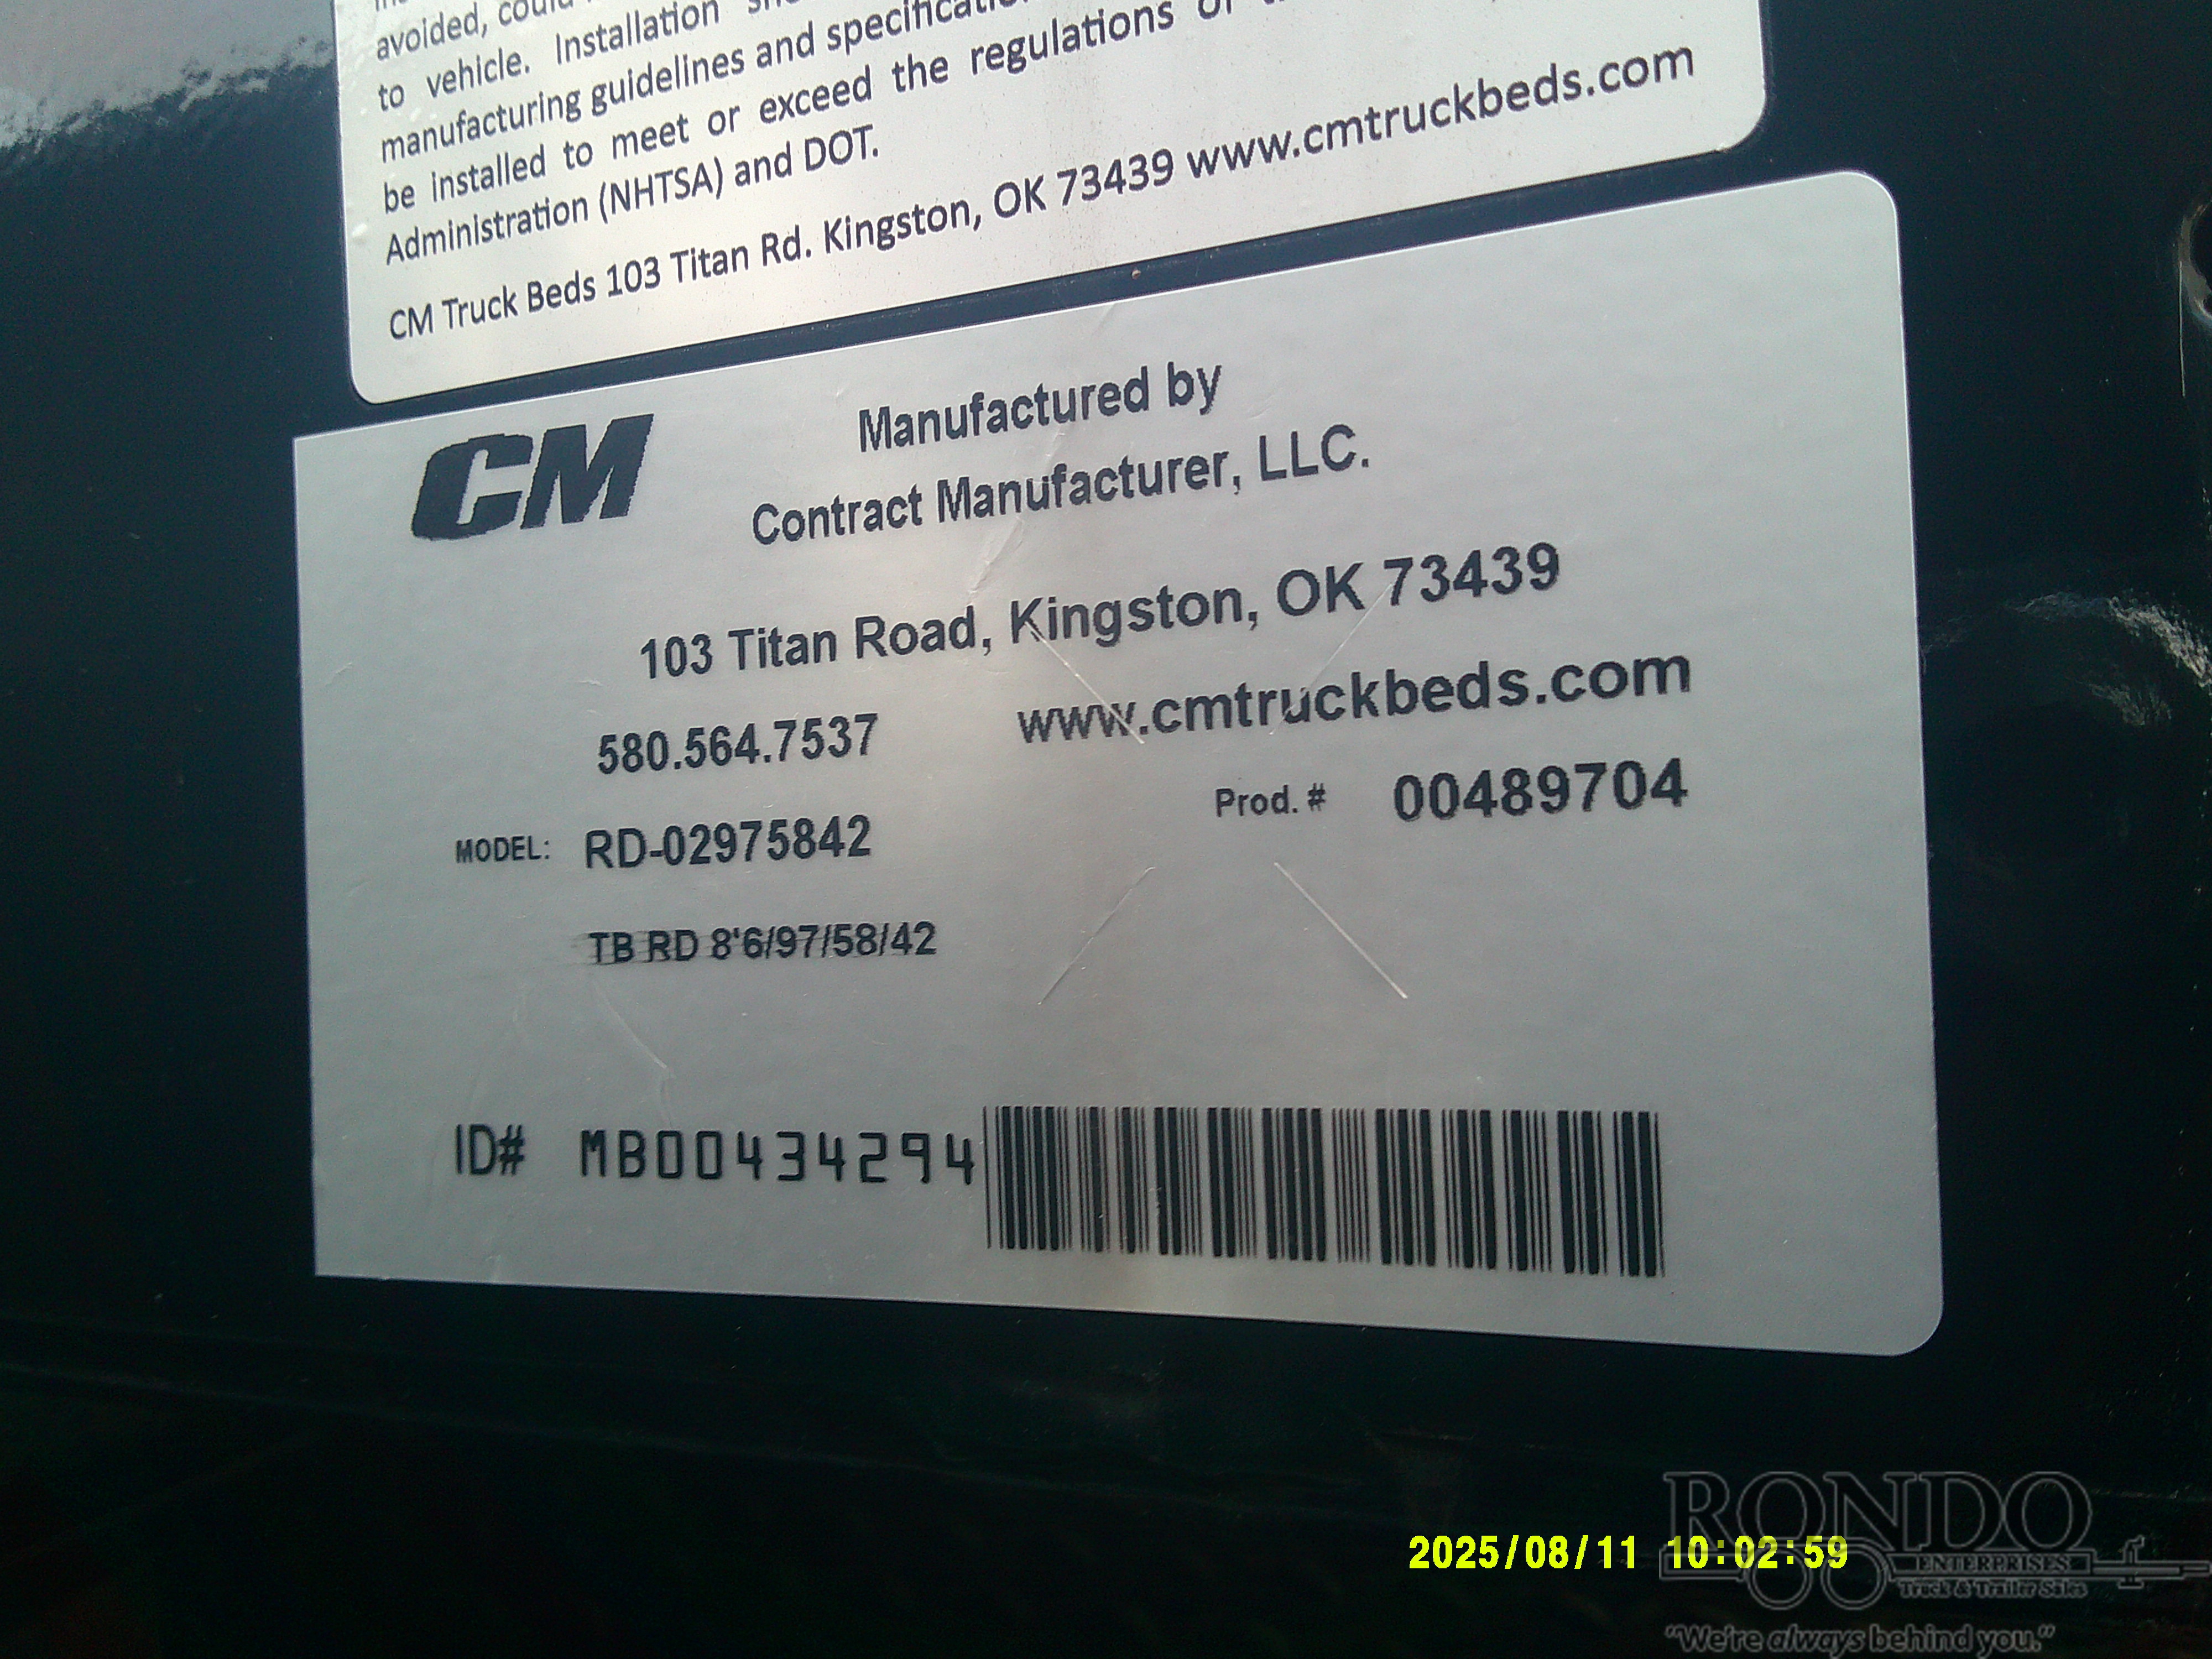 avoided, could
to vehicle. Installation
manufacturing guidelines and
be installed to meet or exceed the regulations
Administration (NHTSA) and DOT.
CM Truck Beds 103 Titan Rd. Kingston, OK 73439 www.cmtruckbeds.com
CM
Manufactured by
Contract Manufacturer, LLC.
103 Titan Road, Kingston, OK 73439
580.564.7537 www.cmtruckbeds.com
MODEL: RD-02975842 Prod. # 00489704
TB RD 8'6/97/58/42
ID# MB00434294
2025/08/11 10:02:59
RONDO
ENTERPRISES
Truck & Trailer Sales
"We're always behind you."